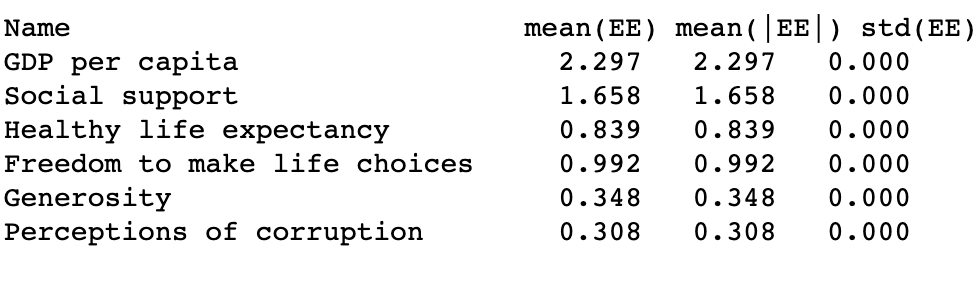 Name mean(EE) mean(|EE|) std(EE)
GDP per capita 2.297 2.297 0.000
Social support 1.658 1.658 0.000
Healthy life expectancy 0.839 0.839 0.000
Freedom to make life choices 0.992 0.992 0.000
Generosity 0.348 0.348 0.000
Perceptions of corruption 0.308 0.308 0.000